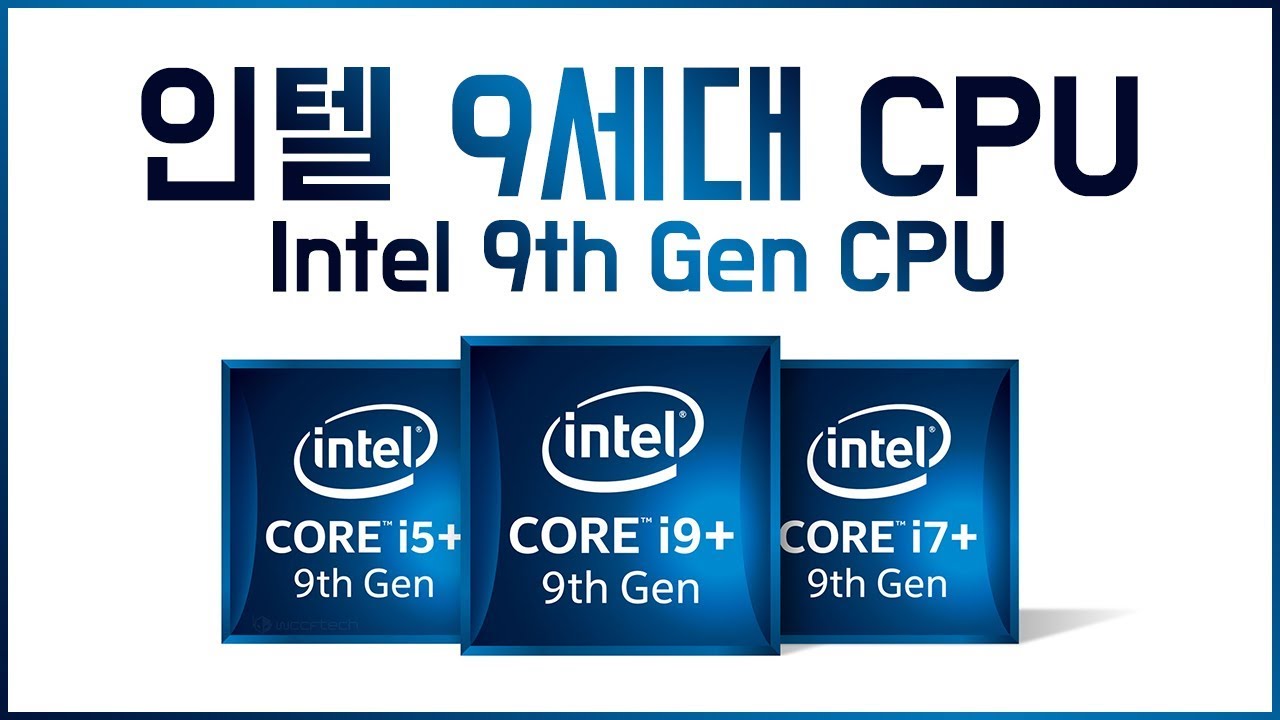 인텔 9세대 CPU
Intel 9th Gen CPU
intel®
CORE™ i5+
9th Gen
wccftech
intel®
CORE™ i9+
9th Gen
intel®
CORE™ i7+
9th Gen